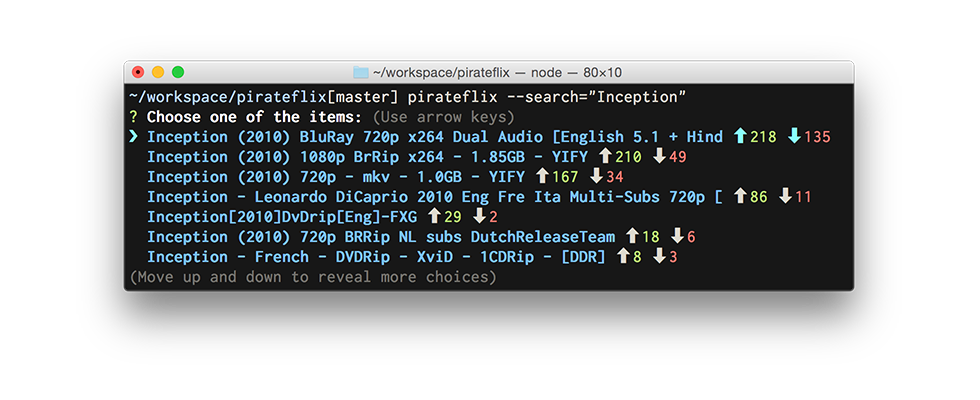 ~/workspace/pirateflix — node — 80×10
~/workspace/pirateflix[master] pirateflix --search="Inception"
? Choose one of the items: (Use arrow keys)
❯ Inception (2010) BluRay 720p x264 Dual Audio [English 5.1 + Hind ⬆218 ⬇135
Inception (2010) 1080p BrRip x264 - 1.85GB - YIFY ⬆210 ⬇49
Inception (2010) 720p - mkv - 1.0GB - YIFY ⬆167 ⬇34
Inception - Leonardo DiCaprio 2010 Eng Fre Ita Multi-Subs 720p [ ⬆86 ⬇11
Inception[2010]DvDrip[Eng]-FXG ⬆29 ⬇2
Inception (2010) 720p BRRip NL subs DutchReleaseTeam ⬆18 ⬇6
Inception - French - DVDRip - XviD - 1CDRip - [DDR] ⬆8 ⬇3
(Move up and down to reveal more choices)